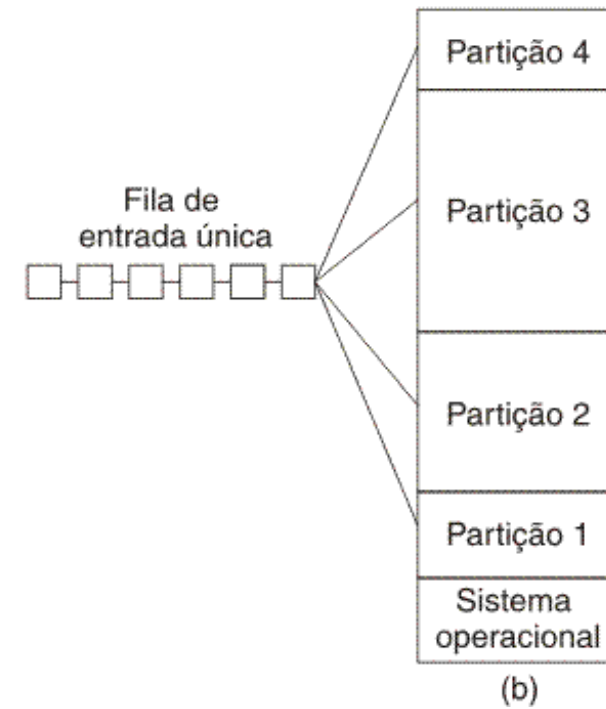 Partição 4
Fila de
entrada única
Partição 3
Partição 2
Partição 1
Sistema
operacional
(b)